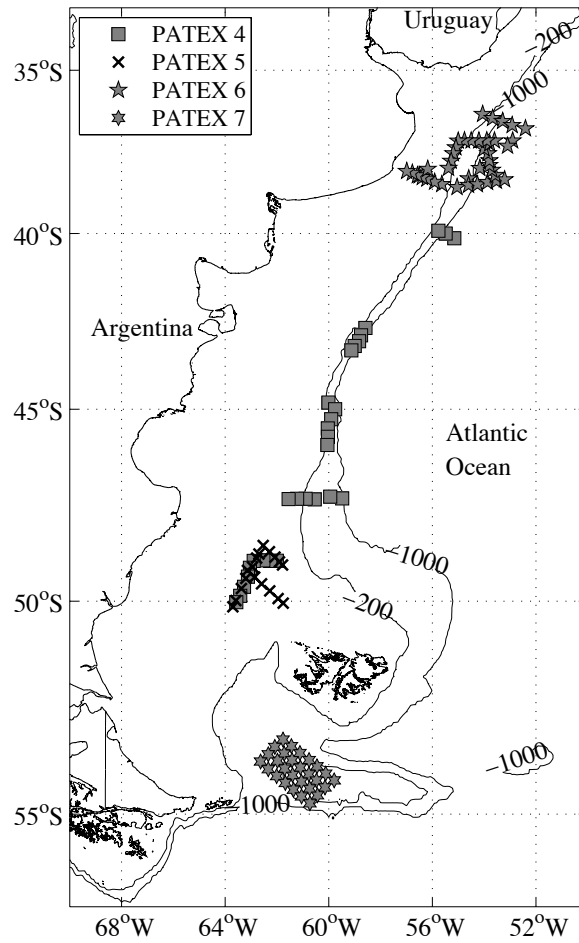 PATEX 4
PATEX 5
PATEX 6
PATEX 7
Uruguay
−200
−1000
35°S
40°S
Argentina
45°S
Atlantic
Ocean
−1000
50°S
−200
−1000
1000
55°S
68°W
64°W
60°W
56°W
52°W